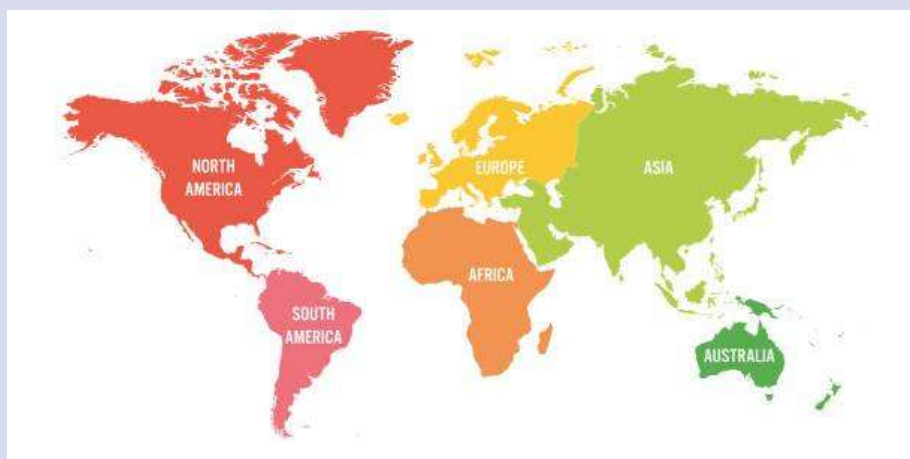 NORTH
AMERICA
EUROPE
ASIA
AFRICA
SOUTH
AMERICA
AUSTRALIA